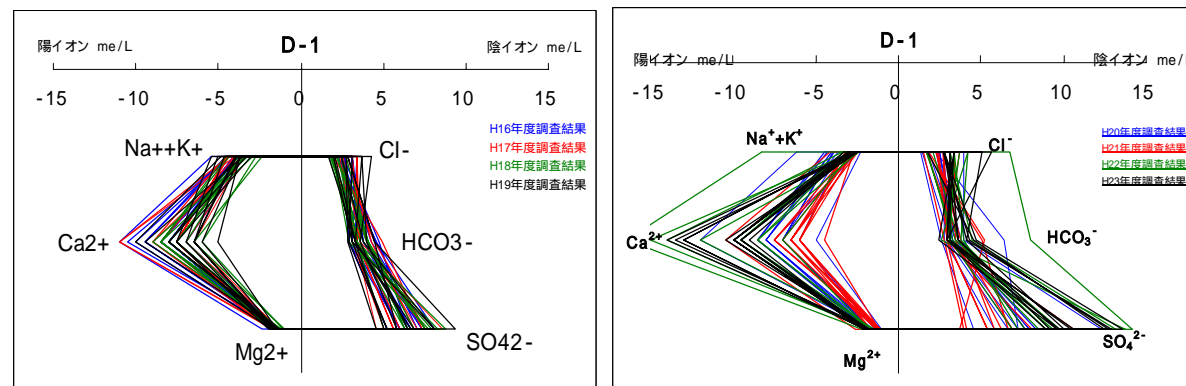 D-1
陽イオン me/L
陰イオン me/L
-15 -10 -5 0 5 10 15
H16年度調査結果
H17年度調査結果
H18年度調査結果
H19年度調査結果
Na++K+
Cl-
Ca2+
HCO3-
Mg2+
SO42-
D-1
陽イオン me/L
陰イオン me/L
-15 -10 -5 0 5 10 15
H20年度調査結果
H21年度調査結果
H22年度調査結果
H23年度調査結果
Na⁺+K⁺
Cl⁻
Ca²⁺
HCO₃⁻
Mg²⁺
SO₄²⁻